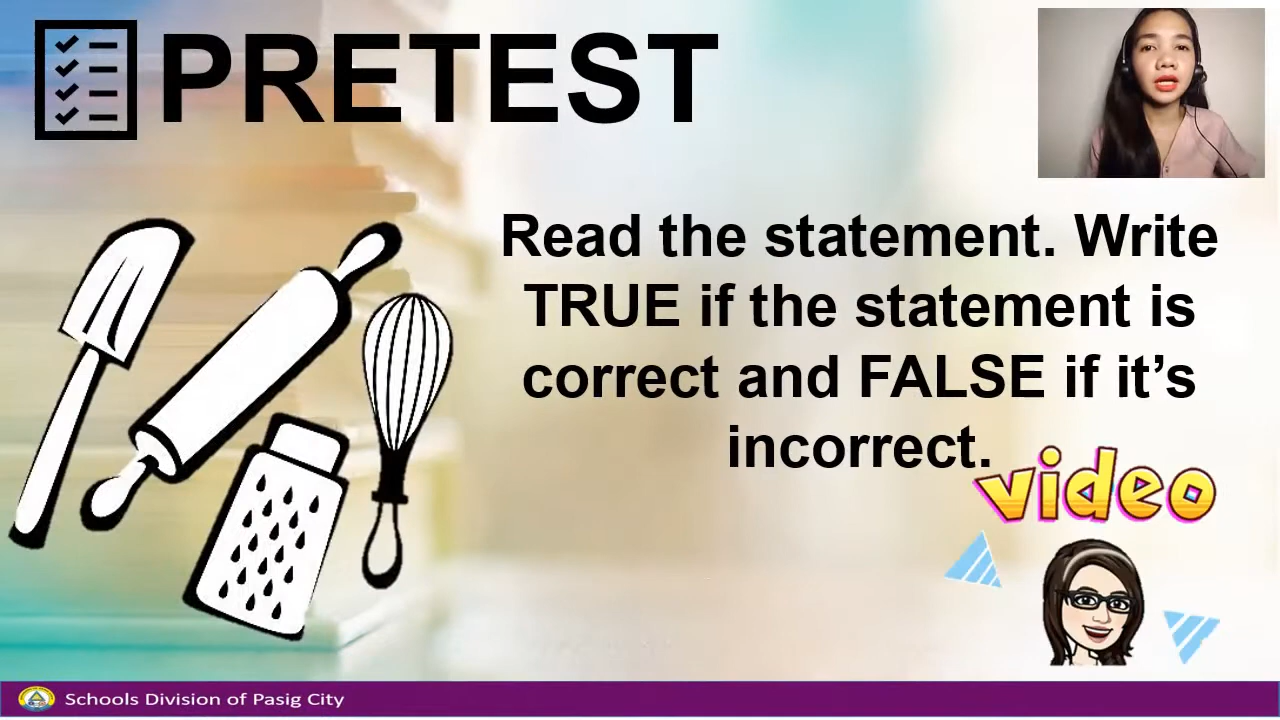 PRETEST
Read the statement. Write
TRUE if the statement is
correct and FALSE if it’s
incorrect.
video
Schools Division of Pasig City